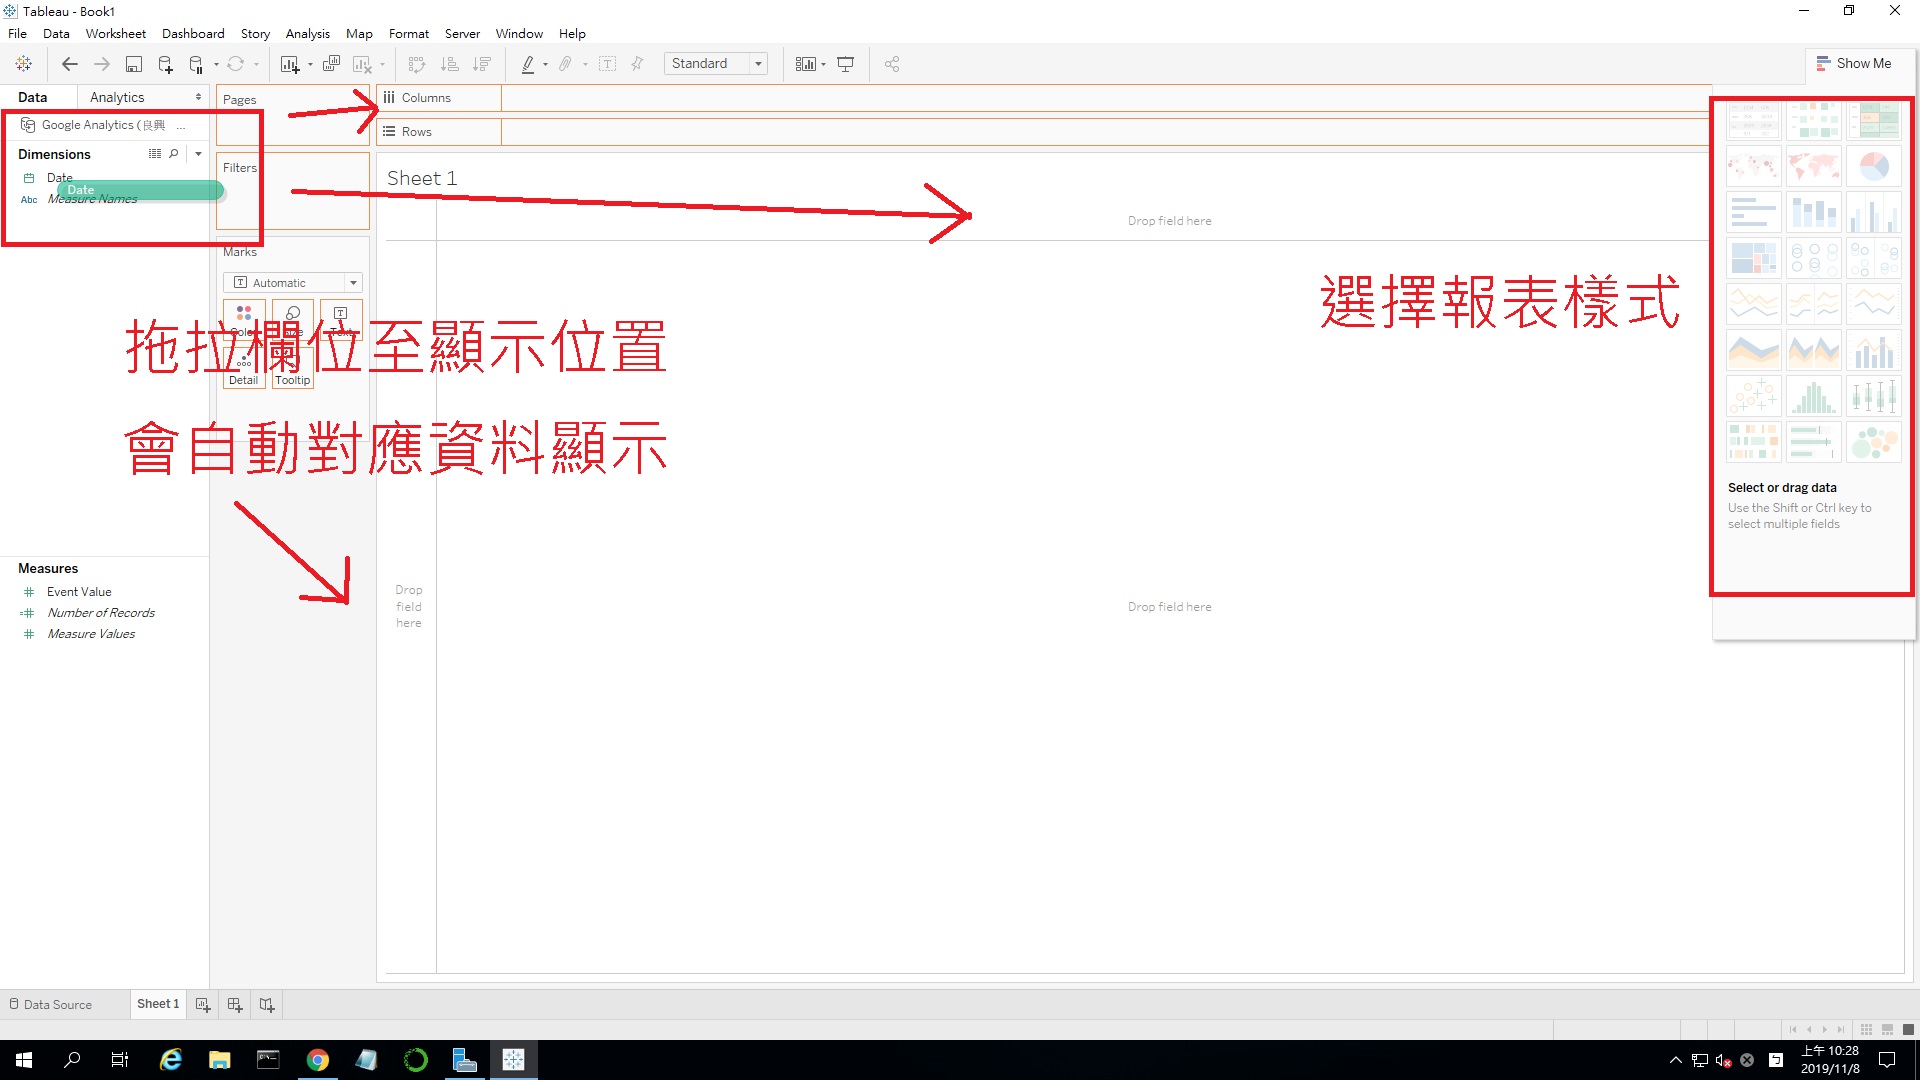 Tableau - Book1
File Data Worksheet Dashboard Story Analysis Map Format Server Window Help
Standard
Show Me
Data Analytics
Pages
Columns
Google Analytics (良興 ...
Rows
Dimensions
Filters
Date
Date
Abc Measure Names
Sheet 1
Drop field here
Marks
Automatic
選擇報表樣式
Color Size Text
拖拉欄位至顯示位置
Detail Tooltip
會自動對應資料顯示
Select or drag data
Use the Shift or Ctrl key to
select multiple fields
Measures
Event Value
Number of Records
Measure Values
Drop
field
here
Drop field here
Data Source Sheet 1
上午 10:28
2019/11/8